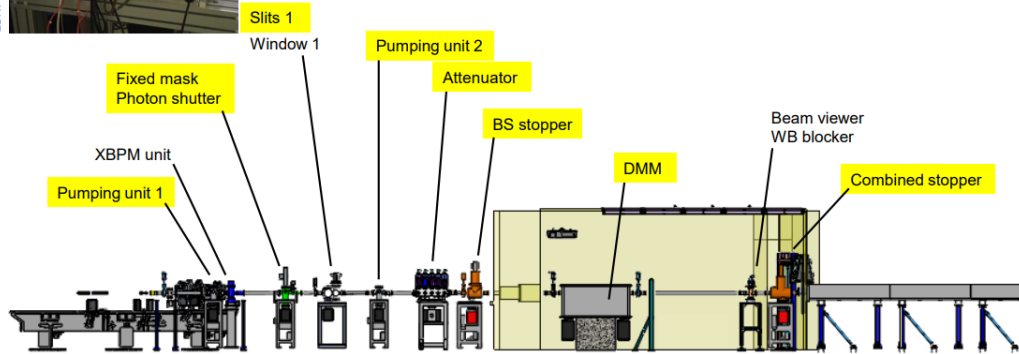 Slits 1
Window 1
Pumping unit 2
Fixed mask
Photon shutter
Attenuator
BS stopper
Beam viewer
WB blocker
XBPM unit
DMM
Combined stopper
Pumping unit 1